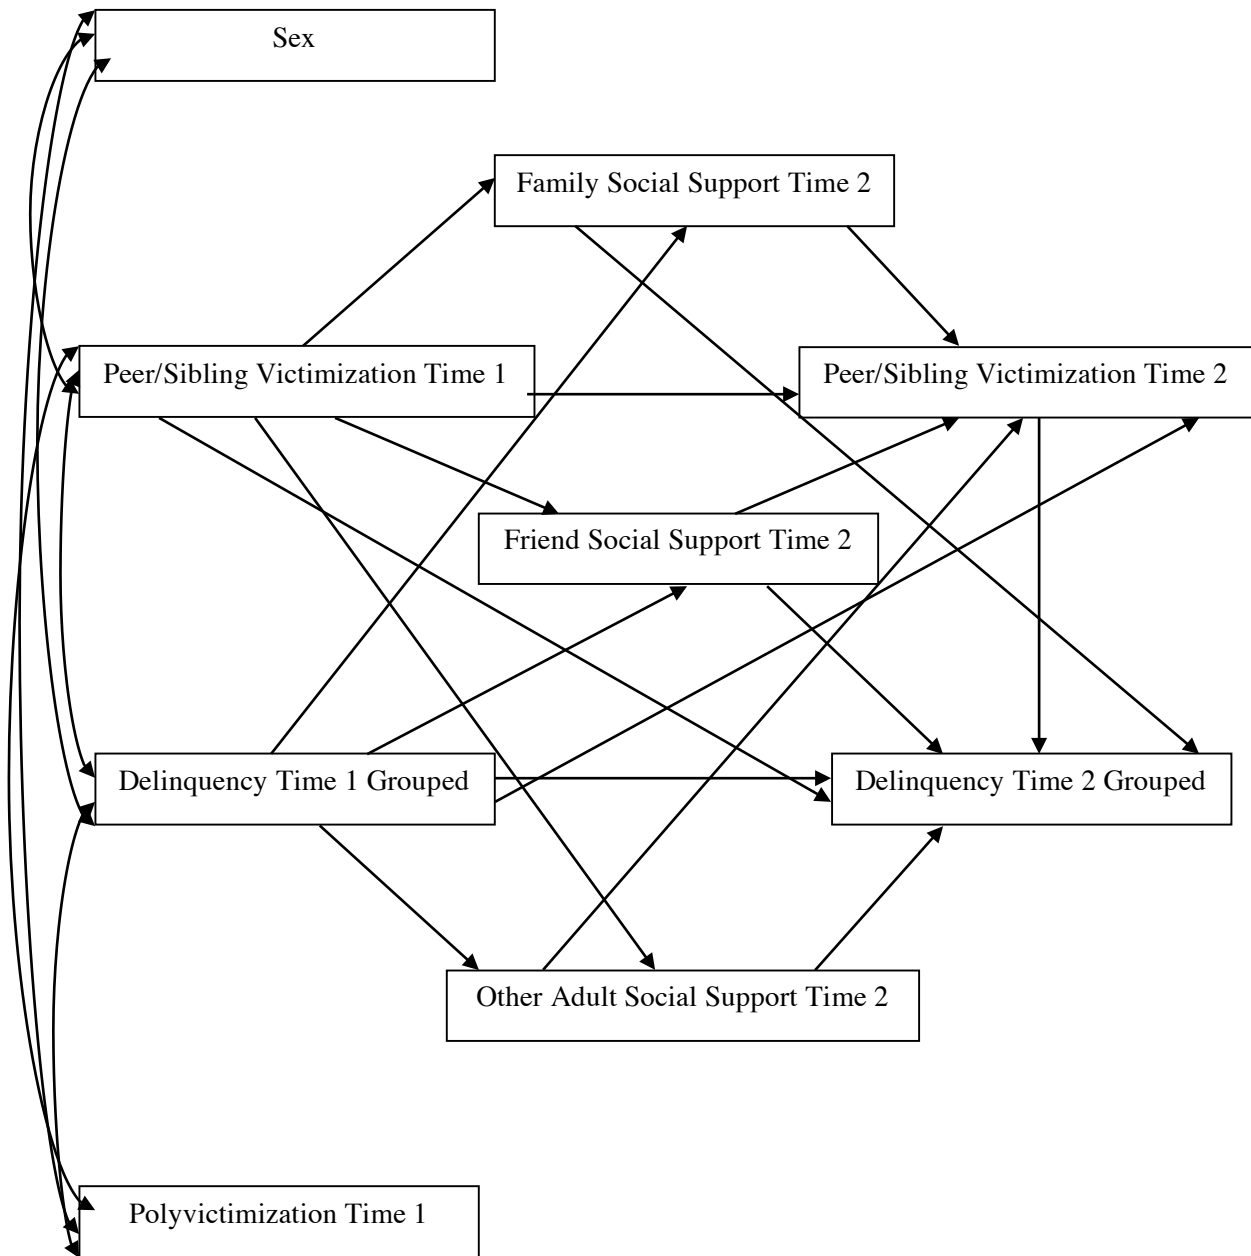 Sex
Family Social Support Time 2
Peer/Sibling Victimization Time 1
Peer/Sibling Victimization Time 2
Friend Social Support Time 2
Delinquency Time 1 Grouped
Delinquency Time 2 Grouped
Other Adult Social Support Time 2
Polyvictimization Time 1